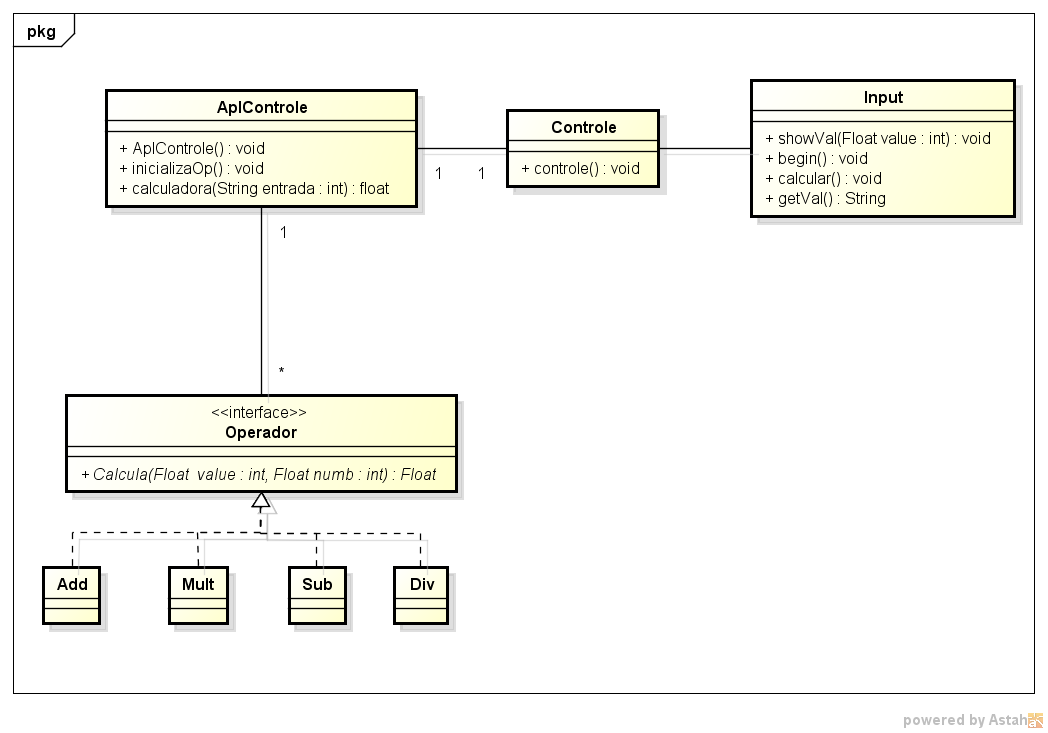 pkg
AplControle
+ AplControle() : void
+ inicializaOp() : void
+ calculadora(String entrada : int) : float
Controle
+ controle() : void
Input
+ showVal(Float value : int) : void
+ begin() : void
+ calcular() : void
+ getVal() : String
1
1
1
*
<<interface>>
Operador
+ Calcula(Float  value : int, Float numb : int) : Float
Add
Mult
Sub
Div
powered by Astah